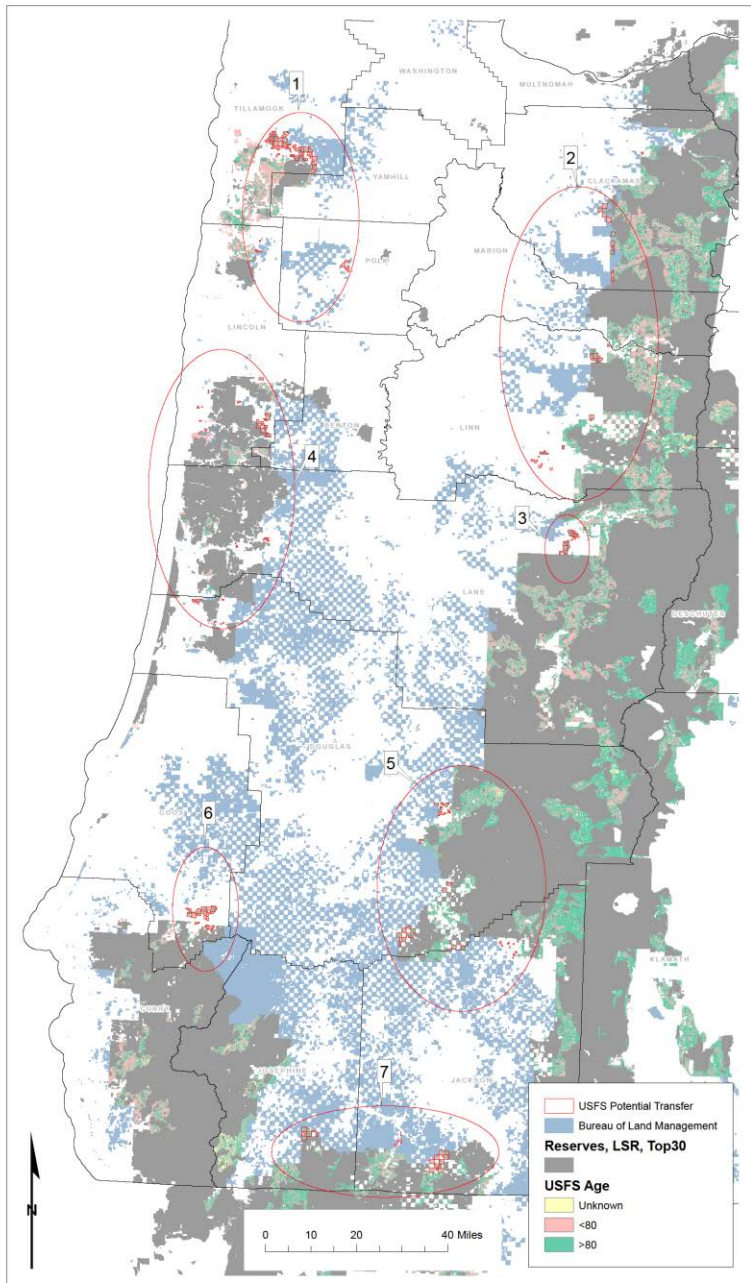 1
WASHINGTON
MULTNOMAH
TILLAMOOK
2
YAMHILL
CLACKAMAS
MARION
POLK
LINCOLN
BENTON
LINN
4
3
LANE
DESCHUTES
DOUGLAS
5
COOS
6
KLAMATH
CURRY
JOSEPHINE
JACKSON
7
USFS Potential Transfer
Bureau of Land Management
Reserves, LSR, Top30
USFS Age
Unknown
<80
>80
N
0 10 20 40 Miles